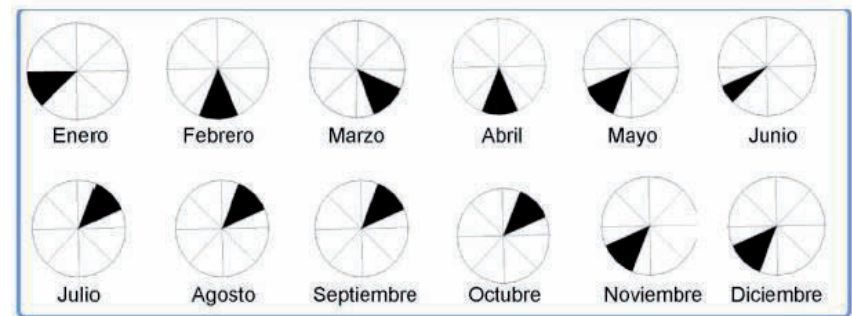 Enero Febrero Marzo Abril Mayo Junio
Julio Agosto Septiembre Octubre Noviembre Diciembre